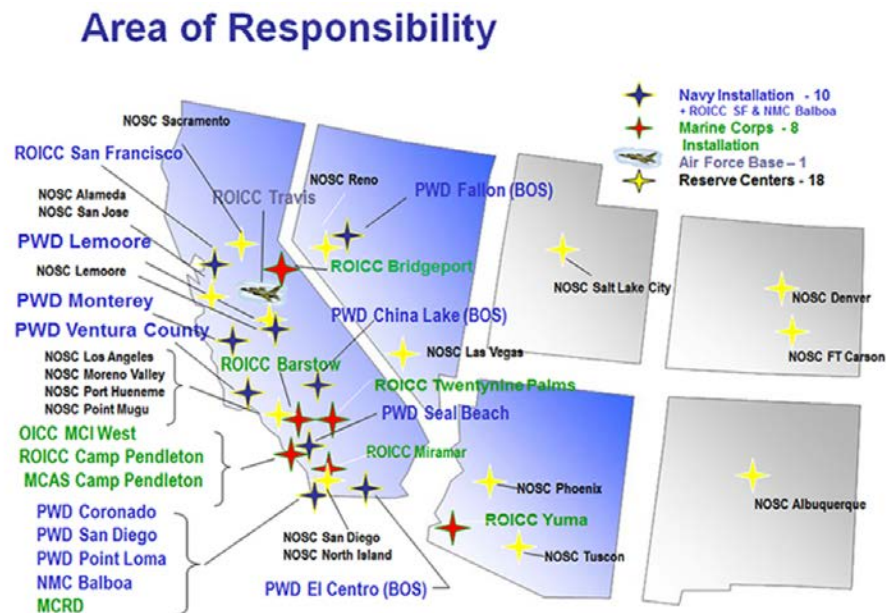 Area of Responsibility
Navy Installation - 10
+ ROICC SF & NMC Balboa
Marine Corps - 8
Installation
Air Force Base – 1
Reserve Centers - 18
NOSC Sacramento
ROICC San Francisco
NOSC Alameda
NOSC San Jose
PWD Lemoore
NOSC Lemoore
PWD Monterey
PWD Ventura County
NOSC Los Angeles
NOSC Moreno Valley
NOSC Port Hueneme
NOSC Point Mugu
OICC MCI West
ROICC Camp Pendleton
MCAS Camp Pendleton
PWD Coronado
PWD San Diego
PWD Point Loma
NMC Balboa
MCRD
ROICC Travis
NOSC Reno
PWD Fallon (BOS)
ROICC Bridgeport
PWD China Lake (BOS)
NOSC Las Vegas
ROICC Barstow
ROICC Twentynine Palms
PWD Seal Beach
ROICC Miramar
NOSC San Diego
NOSC North Island
PWD El Centro (BOS)
NOSC Salt Lake City
NOSC Denver
NOSC FT Carson
NOSC Phoenix
ROICC Yuma
NOSC Tuscon
NOSC Albuquerque